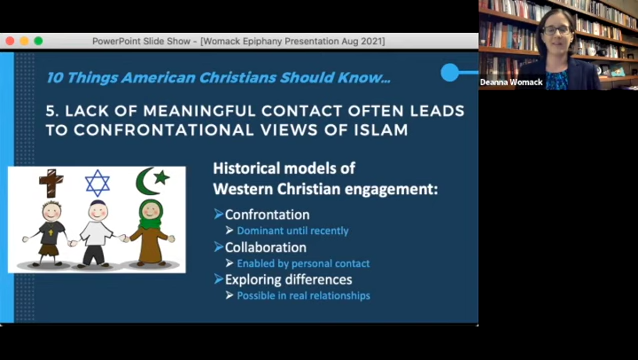 PowerPoint Slide Show - [Womack Epiphany Presentation Aug 2021]
10 Things American Christians Should Know...
Deanna Womack
5. LACK OF MEANINGFUL CONTACT OFTEN LEADS
TO CONFRONTATIONAL VIEWS OF ISLAM
Historical models of
Western Christian engagement:
Confrontation
Dominant until recently
Collaboration
Enabled by personal contact
Exploring differences
Possible in real relationships